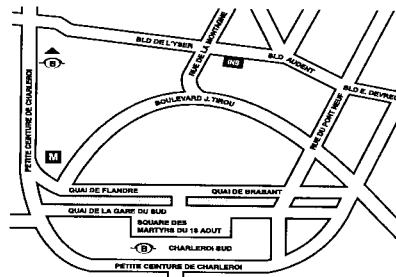 BLD DE L'YSER
RUE DE LA MONTAGNE
BLD. AUDENT
INS
B
PETITE CEINTURE DE CHARLEROI
BOULEVARD J. TIROU
BLD E. DEVREU
RUE DU PONT NEUF
M
QUAI DE FLANDRE
QUAI DE BRABANT
QUAI DE LA GARE DU SUD
SQUARE DES
MARTYRS DU 18 AOUT
B
CHARLEROI SUD
PETITE CEINTURE DE CHARLEROI